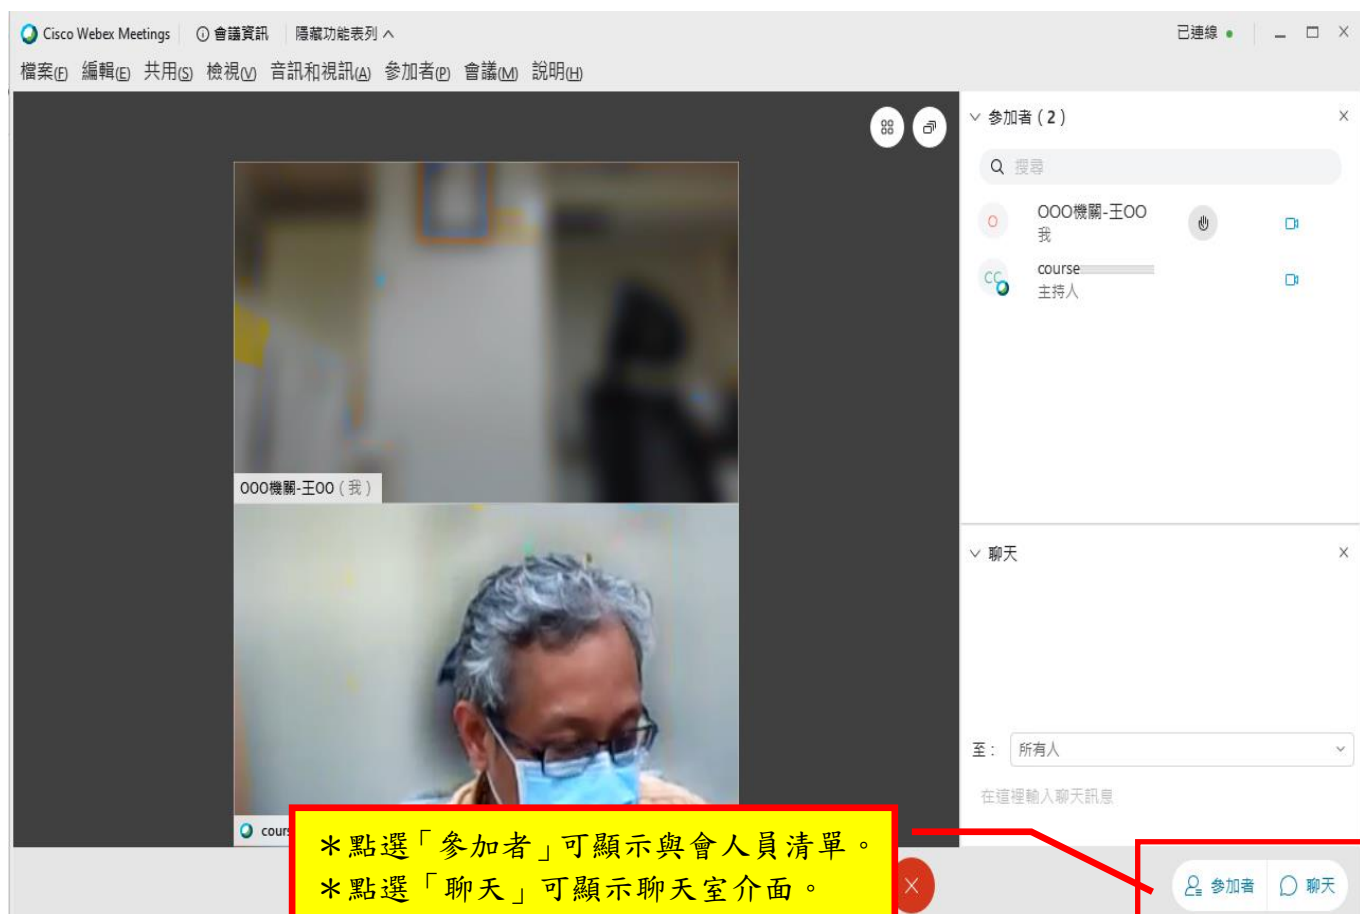 Cisco Webex Meetings 會議資訊 隱藏功能表列 已連線
檔案(F) 編輯(E) 共用(S) 檢視(V) 音訊和視訊(A) 參加者(P) 會議(M) 說明(H)
參加者 ( 2 )
搜尋
O OOO機關-王OO
我
CC course
主持人
OOO機關-王OO ( 我 )
聊天
至： 所有人
在這裡輸入聊天訊息
cour
＊點選「參加者」可顯示與會人員清單。
＊點選「聊天」可顯示聊天室介面。
參加者 聊天